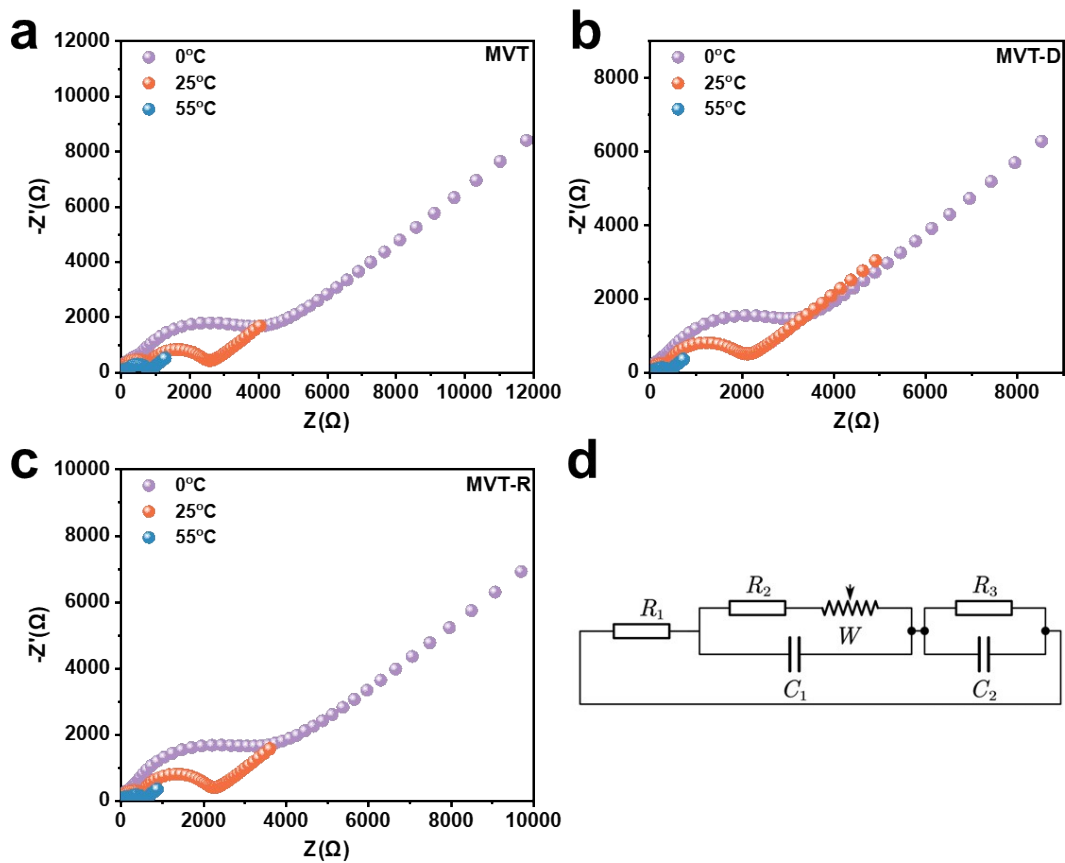 a
12000
10000
8000
6000
4000
2000
0
-Z'(Ω)
0°C
25°C
55°C
MVT
0 2000 4000 6000 8000 10000 12000
Z(Ω)
b
8000
6000
4000
2000
0
-Z'(Ω)
0°C
25°C
55°C
MVT-D
0 2000 4000 6000 8000
Z(Ω)
c
10000
8000
6000
4000
2000
0
-Z'(Ω)
0°C
25°C
55°C
MVT-R
0 2000 4000 6000 8000 10000
Z(Ω)
d
R₁
R₂
W
C₁
R₃
C₂